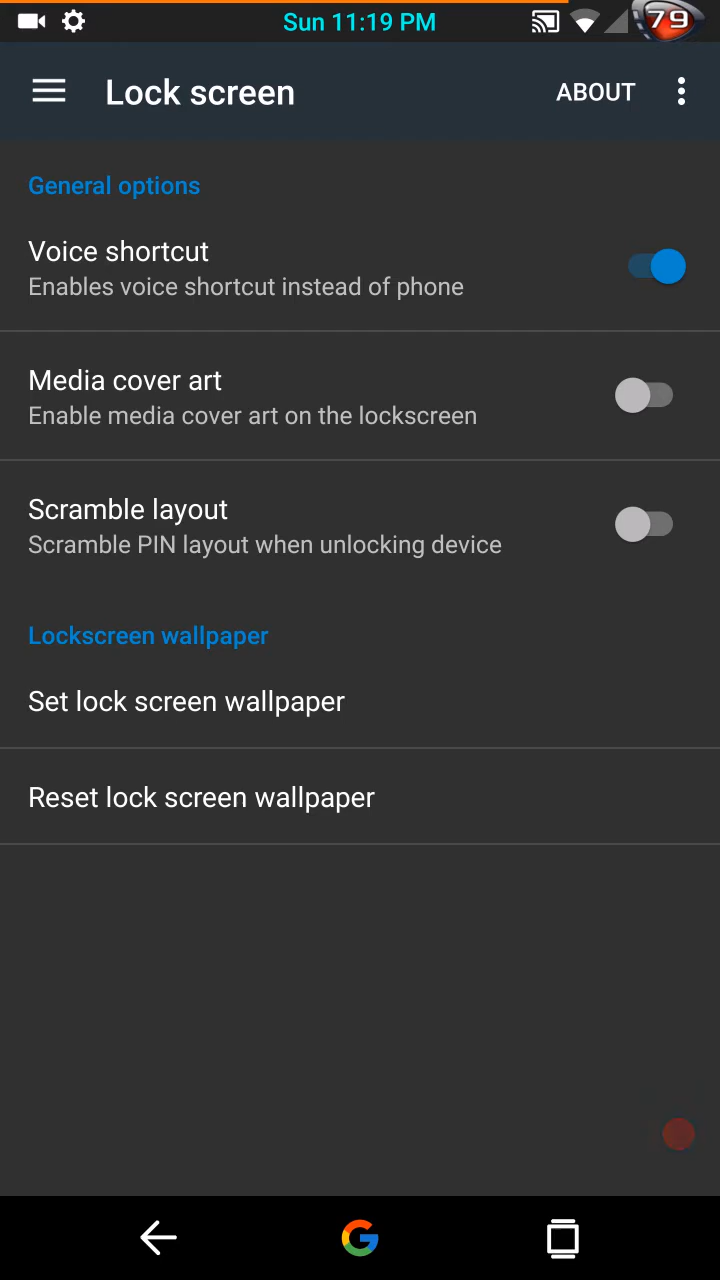 Sun 11:19 PM
79
Lock screen
ABOUT
General options
Voice shortcut
Enables voice shortcut instead of phone
Media cover art
Enable media cover art on the lockscreen
Scramble layout
Scramble PIN layout when unlocking device
Lockscreen wallpaper
Set lock screen wallpaper
Reset lock screen wallpaper
G